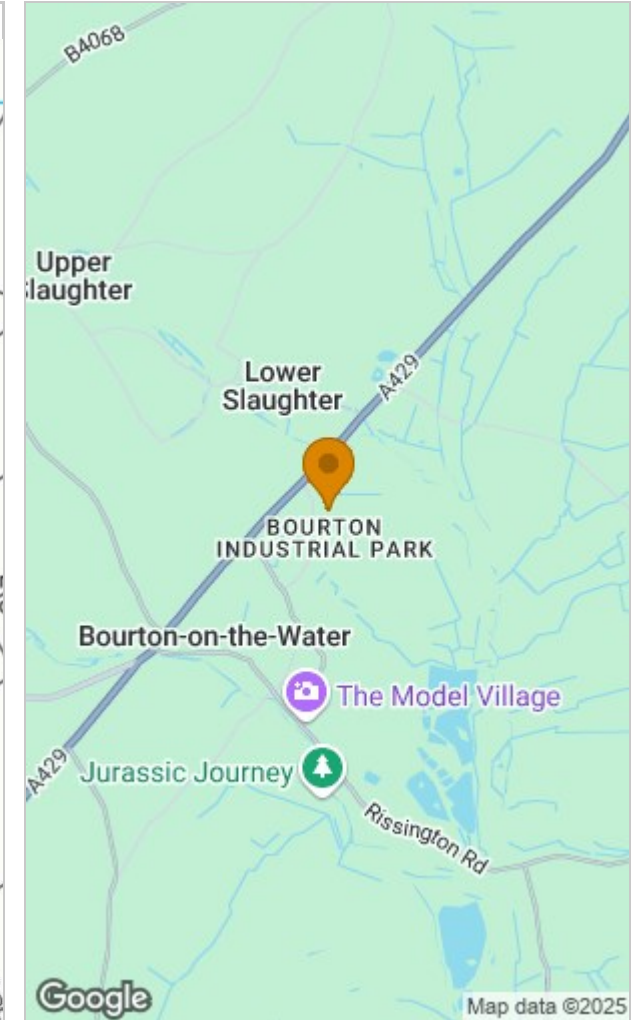 B4068
Upper
Slaughter
Lower
Slaughter
A429
BOURTON
INDUSTRIAL PARK
Bourton-on-the-Water
The Model Village
Jurassic Journey
A429
Rissington Rd
Google
Map data ©2025